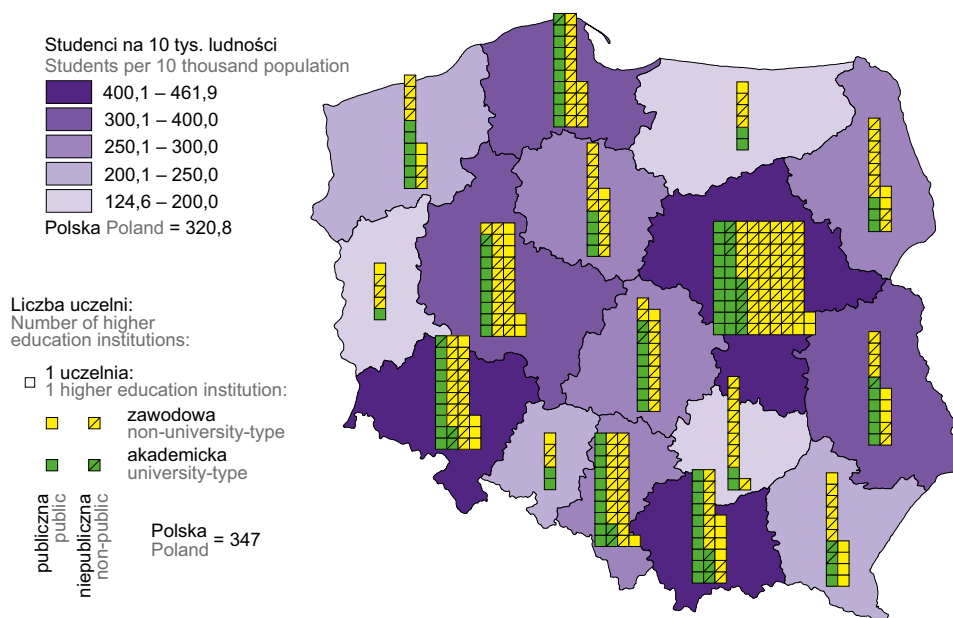 Studenci na 10 tys. ludności
Students per 10 thousand population
400,1 – 461,9
300,1 – 400,0
250,1 – 300,0
200,1 – 250,0
124,6 – 200,0
Polska Poland = 320,8
Liczba uczelni:
Number of higher
education institutions:
1 uczelnia:
1 higher education institution:
zawodowa
non-university-type
akademicka
university-type
publiczna
public
niepubliczna
non-public
Polska
Poland
= 347